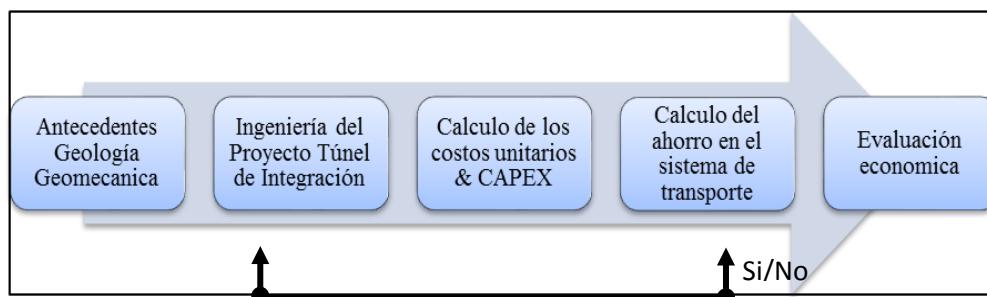 Antecedentes
Geología
Geomecanica
Ingeniería del
Proyecto Túnel
de Integración
Calculo de los
costos unitarios
& CAPEX
Calculo del
ahorro en el
sistema de
transporte
Evaluación
economica
Si/No